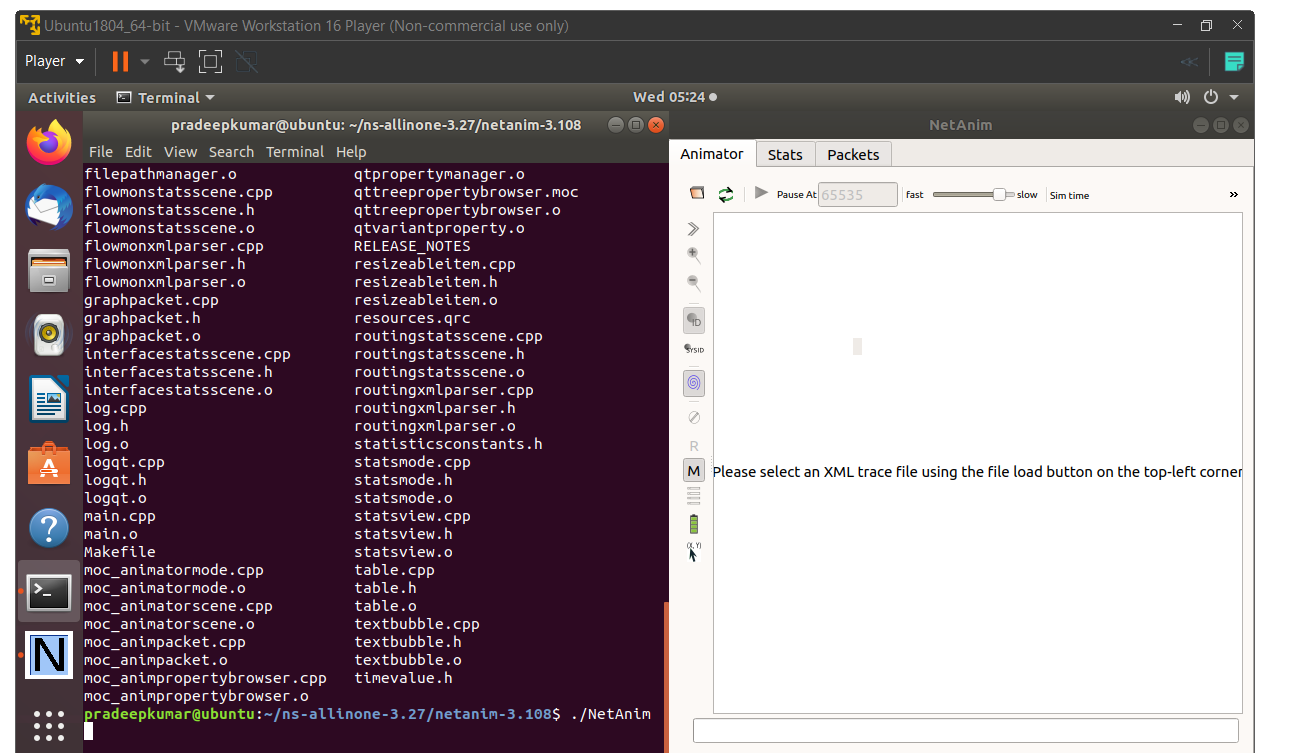 Ubuntu1804_64-bit - VMware Workstation 16 Player (Non-commercial use only)
Player
Activities Terminal Wed 05:24
pradeepkumar@ubuntu: ~/ns-allinone-3.27/netanim-3.108
File Edit View Search Terminal Help
filepathmanager.o qtpropertymanager.o
flowmonstatsscene.cpp qttreepropertybrowser.moc
flowmonstatsscene.h qttreepropertybrowser.o
flowmonstatsscene.o qtvariantproperty.o
flowmonxmlparser.cpp RELEASE_NOTES
flowmonxmlparser.h resizeableitem.cpp
flowmonxmlparser.o resizeableitem.h
graphpacket.cpp resizeableitem.o
graphpacket.h resources.qrc
graphpacket.o routingstatsscene.cpp
interfacestatsscene.cpp routingstatsscene.h
interfacestatsscene.h routingstatsscene.o
interfacestatsscene.o routingxmlparser.cpp
log.cpp routingxmlparser.h
log.h routingxmlparser.o
log.o statisticsconstants.h
logqt.cpp statsmode.cpp
logqt.h statsmode.h
logqt.o statsmode.o
main.cpp statsview.cpp
main.o statsview.h
Makefile statsview.o
moc_animatormode.cpp table.cpp
moc_animatormode.o table.h
moc_animatorscene.cpp table.o
moc_animatorscene.o textbubble.cpp
moc_animpacket.cpp textbubble.h
moc_animpacket.o textbubble.o
moc_animpropertybrowser.cpp timevalue.h
moc_animpropertybrowser.o
pradeepkumar@ubuntu:~/ns-allinone-3.27/netanim-3.108$ ./NetAnim
N
NetAnim
Animator Stats Packets
Pause At 65535 fast slow Sim time »
ID
SYSID
R
M
(X, Y)
Please select an XML trace file using the file load button on the top-left corner